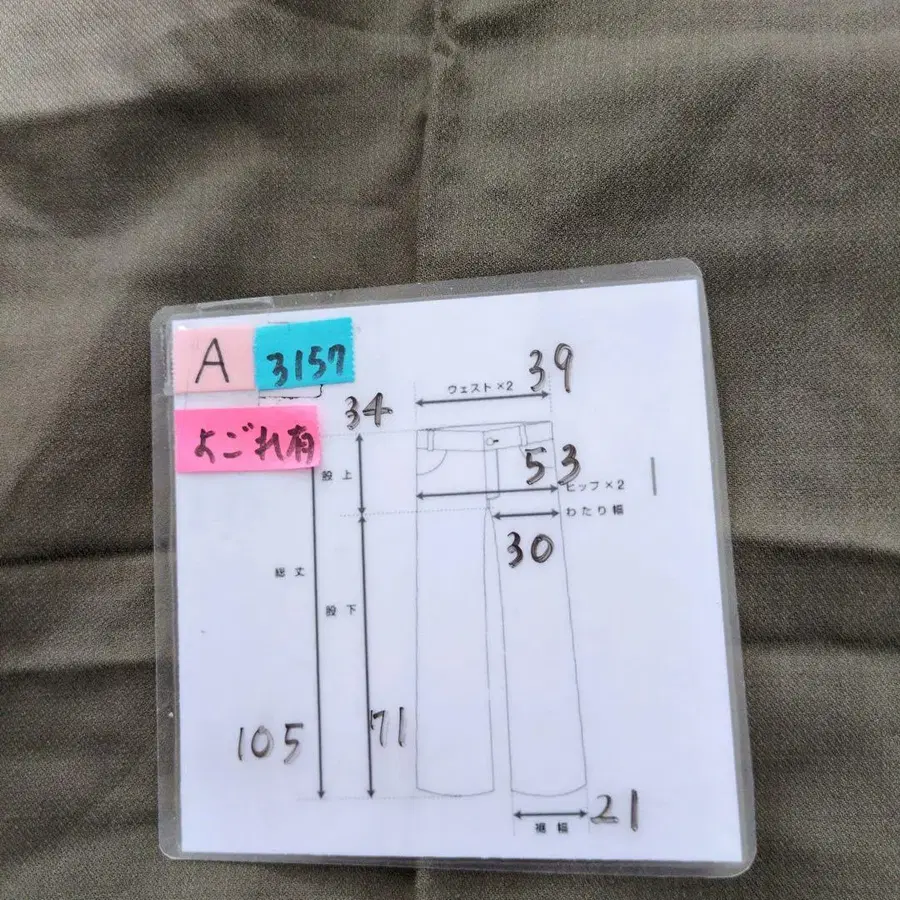 A
3157
よごれ有
ウェスト×2
39
34
股上
53
ヒップ×2
わたり幅
30
総丈
股下
105
71
21
裾幅